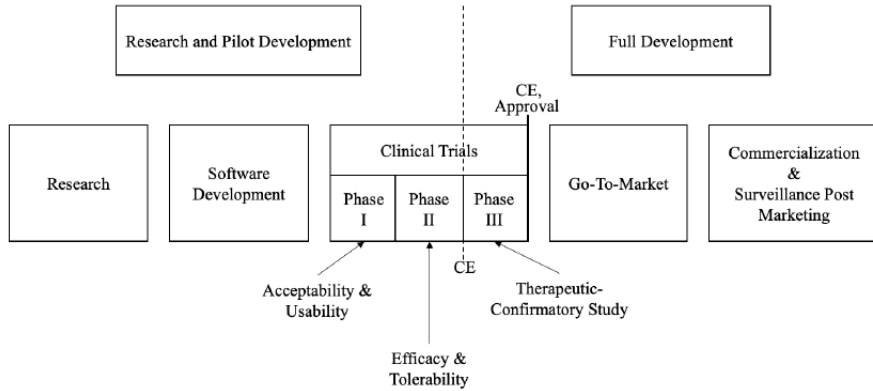 Research and Pilot Development
Full Development
CE,
Approval
Research
Software
Development
Clinical Trials
Phase
I
Phase
II
Phase
III
Go-To-Market
Commercialization
&
Surveillance Post
Marketing
CE
Acceptability &
Usability
Therapeutic-
Confirmatory Study
Efficacy &
Tolerability